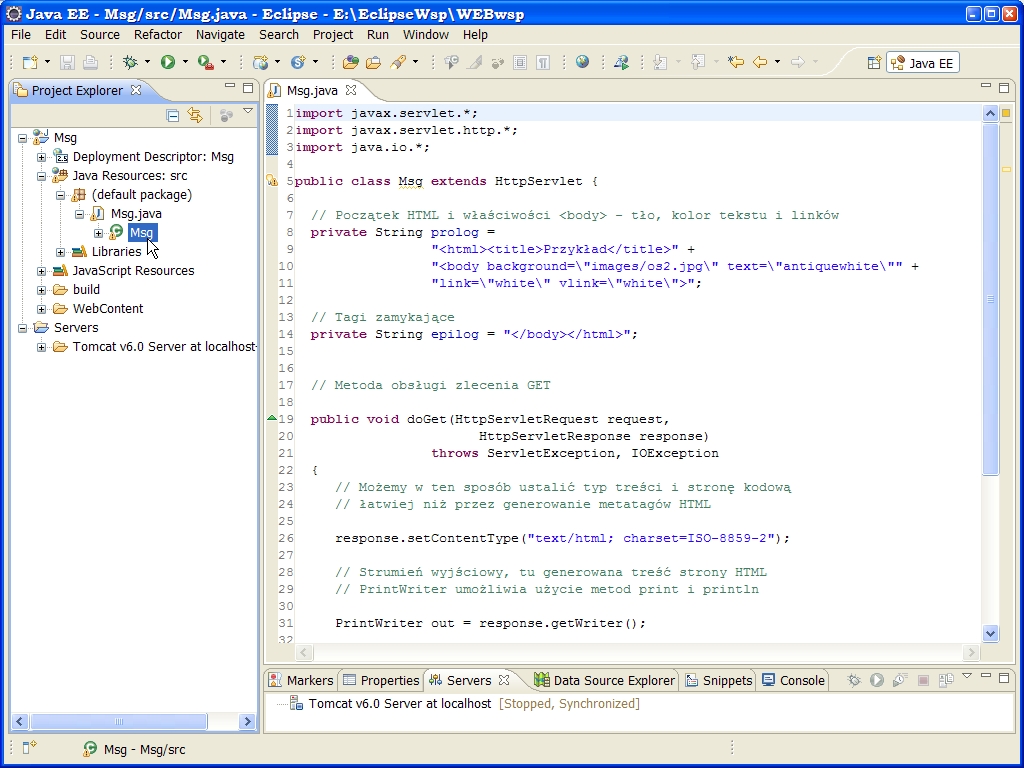 Java EE - Msg/src/Msg.java - Eclipse - E:\EclipseWsp\WEBwsp
File Edit Source Refactor Navigate Search Project Run Window Help
Java EE
Project Explorer
Msg
Deployment Descriptor: Msg
Java Resources: src
(default package)
Msg.java
Msg
Libraries
JavaScript Resources
build
WebContent
Servers
Tomcat v6.0 Server at localhost-
Msg.java
1 import javax.servlet.*;
2 import javax.servlet.http.*;
3 import java.io.*;
4
5 public class Msg extends HttpServlet {
6
7 // Początek HTML i właściwości <body> - tło, kolor tekstu i linków
8 private String prolog =
9 "<html><title>Przykład</title>" +
10 "<body background=\"images/os2.jpg\" text=\"antiquewhite\"" +
11 "link=\"white\" vlink=\"white\">";
12
13 // Tagi zamykające
14 private String epilog = "</body></html>";
15
16
17 // Metoda obsługi zlecenia GET
18
19 public void doGet(HttpServletRequest request,
20 HttpServletResponse response)
21 throws ServletException, IOException
22 {
23 // Możemy w ten sposób ustalić typ treści i stronę kodową
24 // łatwiej niż przez generowanie metatagów HTML
25
26 response.setContentType("text/html; charset=ISO-8859-2");
27
28 // Strumień wyjściowy, tu generowana treść strony HTML
29 // PrintWriter umożliwia użycie metod print i println
30
31 PrintWriter out = response.getWriter();
32
Markers Properties Servers Data Source Explorer Snippets Console
Tomcat v6.0 Server at localhost [Stopped, Synchronized]
Msg - Msg/src